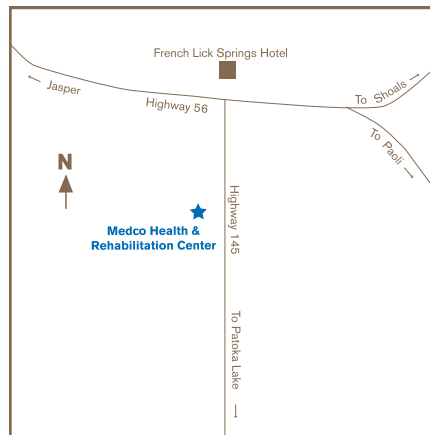 French Lick Springs Hotel
← Jasper
Highway 56
To Shoals →
To Paoli →
N
Highway 145
Medco Health &
Rehabilitation Center
To Patoka Lake →